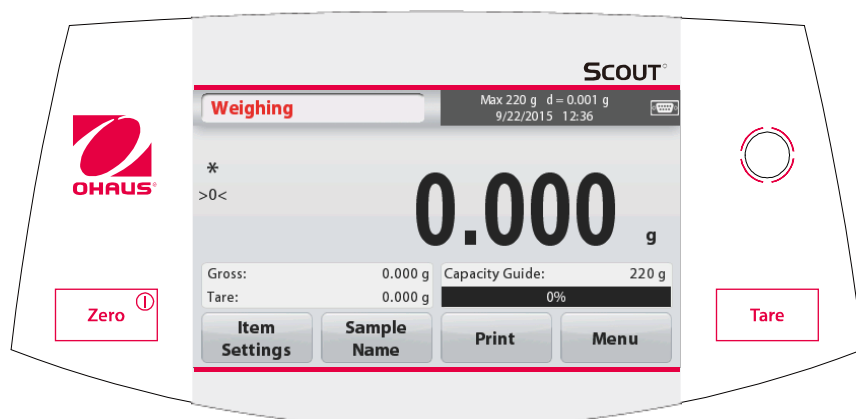 SCOUT
Weighing
Max 220 g d = 0.001 g
9/22/2015 12:36
*
>0<
0.000 g
OHAUS®
Gross: 0.000 g
Tare: 0.000 g
Capacity Guide: 220 g
0%
Zero
Item Settings
Sample Name
Print
Menu
Tare